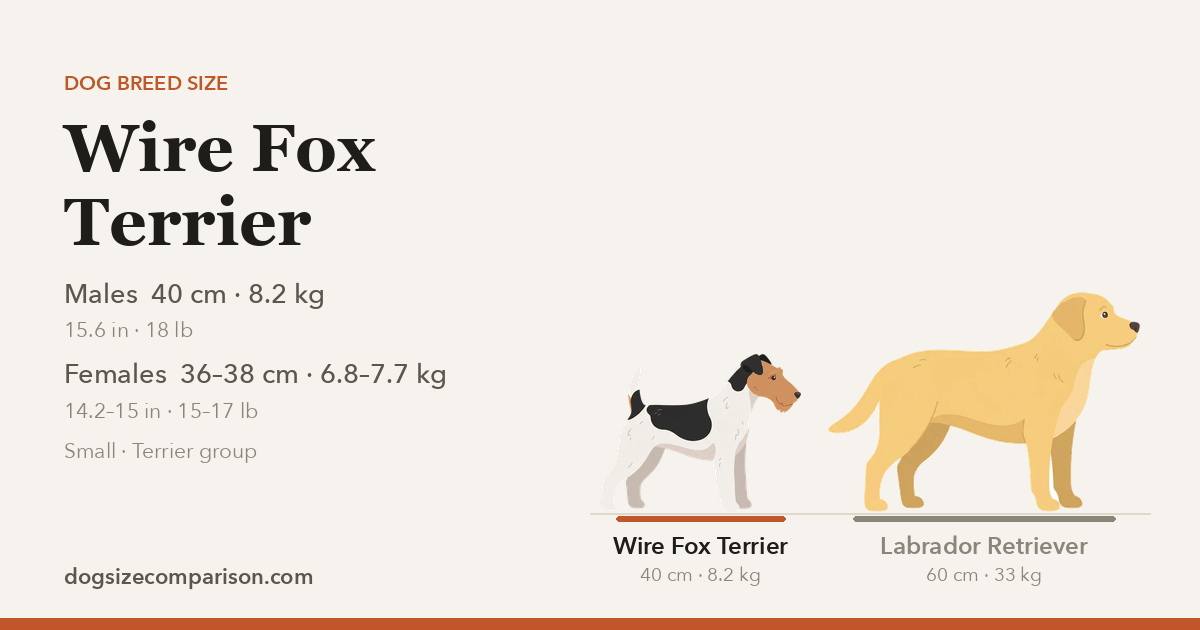 DOG BREED SIZE
Wire Fox
Terrier
Males 40 cm · 8.2 kg
15.6 in · 18 lb
Females 36–38 cm · 6.8–7.7 kg
14.2–15 in · 15–17 lb
Small · Terrier group
dogsizecomparison.com
Wire Fox Terrier
40 cm · 8.2 kg
Labrador Retriever
60 cm · 33 kg